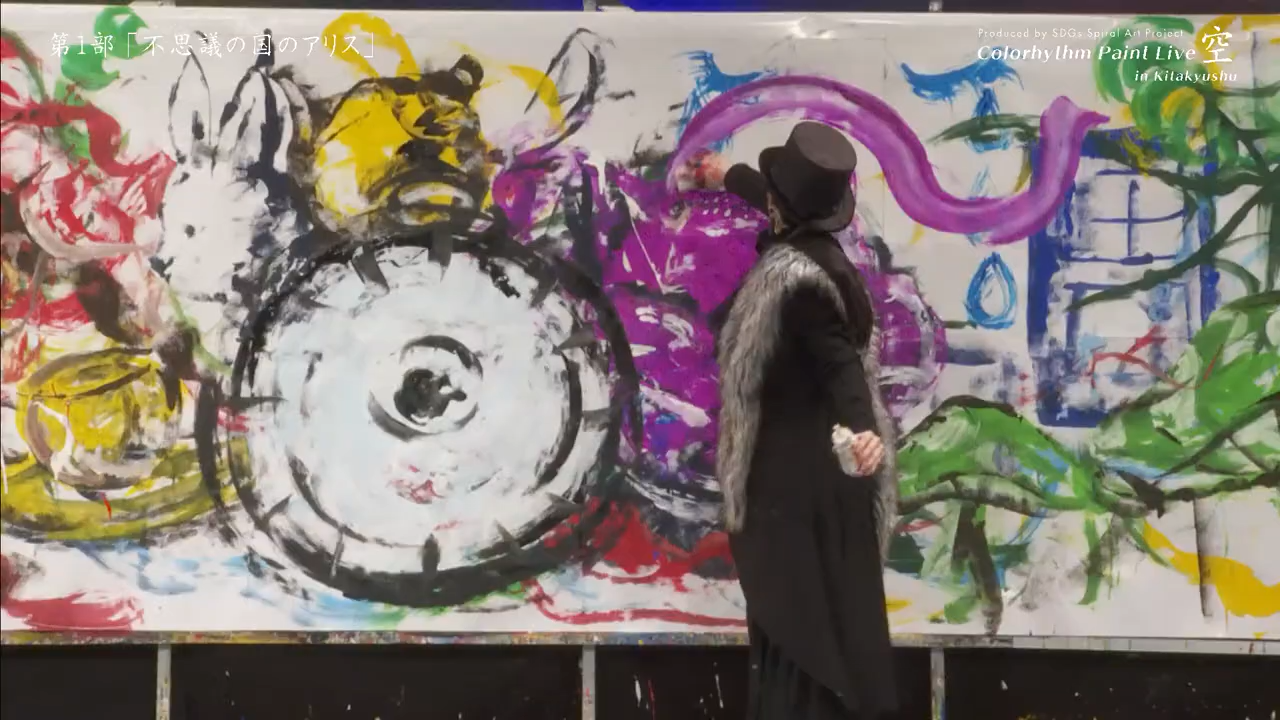 第1部「不思議の国のアリス」
Produced by SDGs Spiral Art Project
Colorhythm Paint Live 空
in Kitakyushu